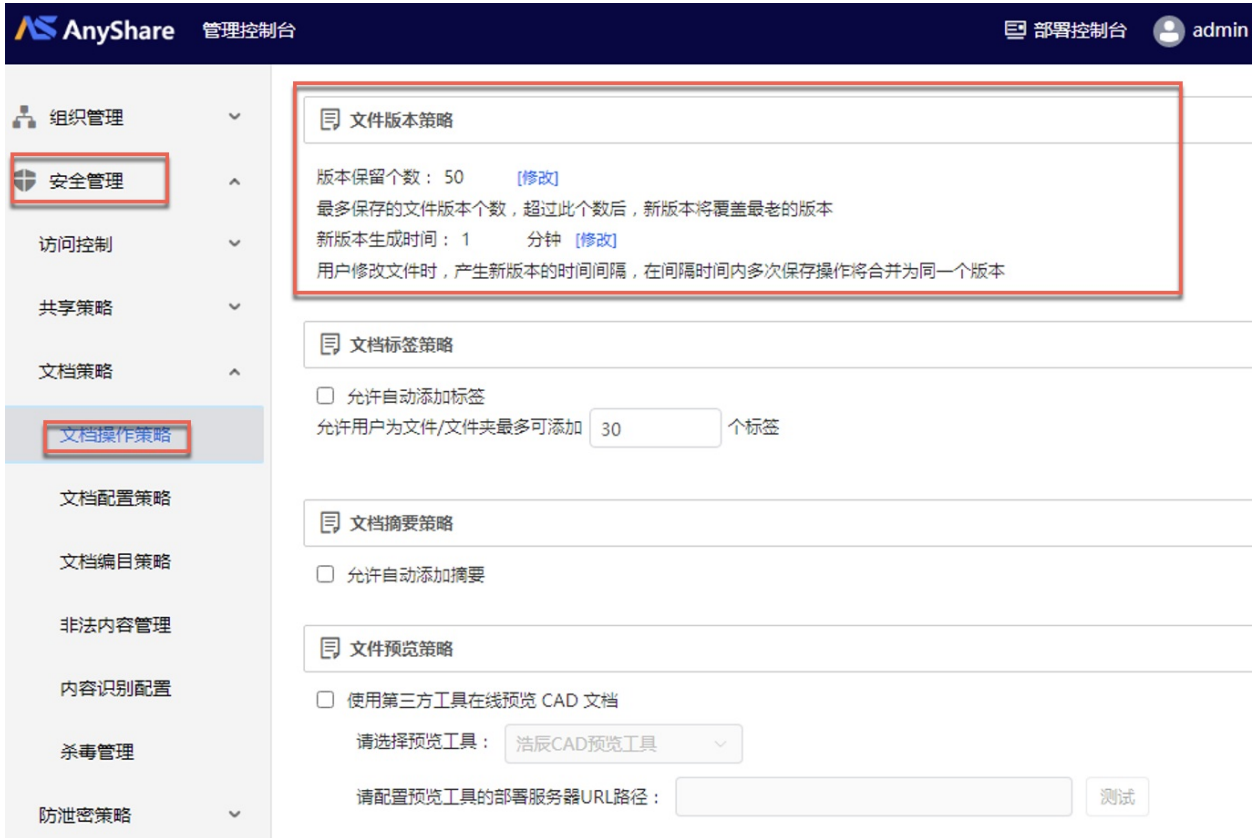 AnyShare 管理控制台 部署控制台 admin
组织管理
安全管理
访问控制
共享策略
文档策略
文档操作策略
文档配置策略
文档编目策略
非法内容管理
内容识别配置
杀毒管理
防泄密策略
文件版本策略
版本保留个数： 50 [修改]
最多保存的文件版本个数，超过此个数后，新版本将覆盖最老的版本
新版本生成时间： 1 分钟 [修改]
用户修改文件时，产生新版本的时间间隔，在间隔时间内多次保存操作将合并为同一个版本
文档标签策略
允许自动添加标签
允许用户为文件/文件夹最多可添加 30 个标签
文档摘要策略
允许自动添加摘要
文件预览策略
使用第三方工具在线预览 CAD 文档
请选择预览工具： 浩辰CAD预览工具
请配置预览工具的部署服务器URL路径： 测试